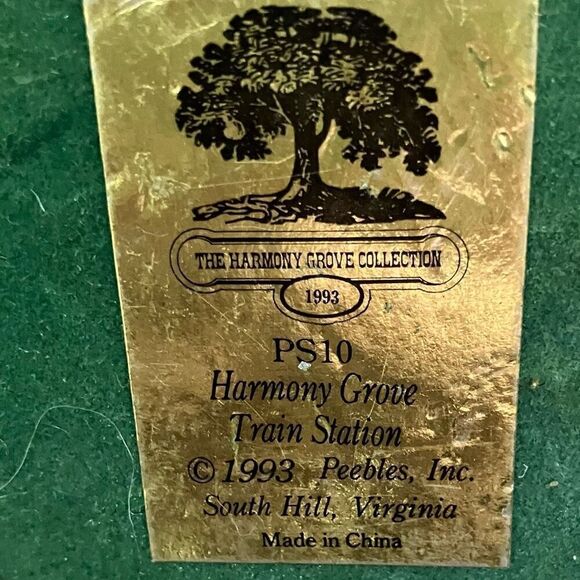 THE HARMONY GROVE COLLECTION
1993
PS10
Harmony Grove
Train Station
© 1993 Peebles, Inc.
South Hill, Virginia
Made in China